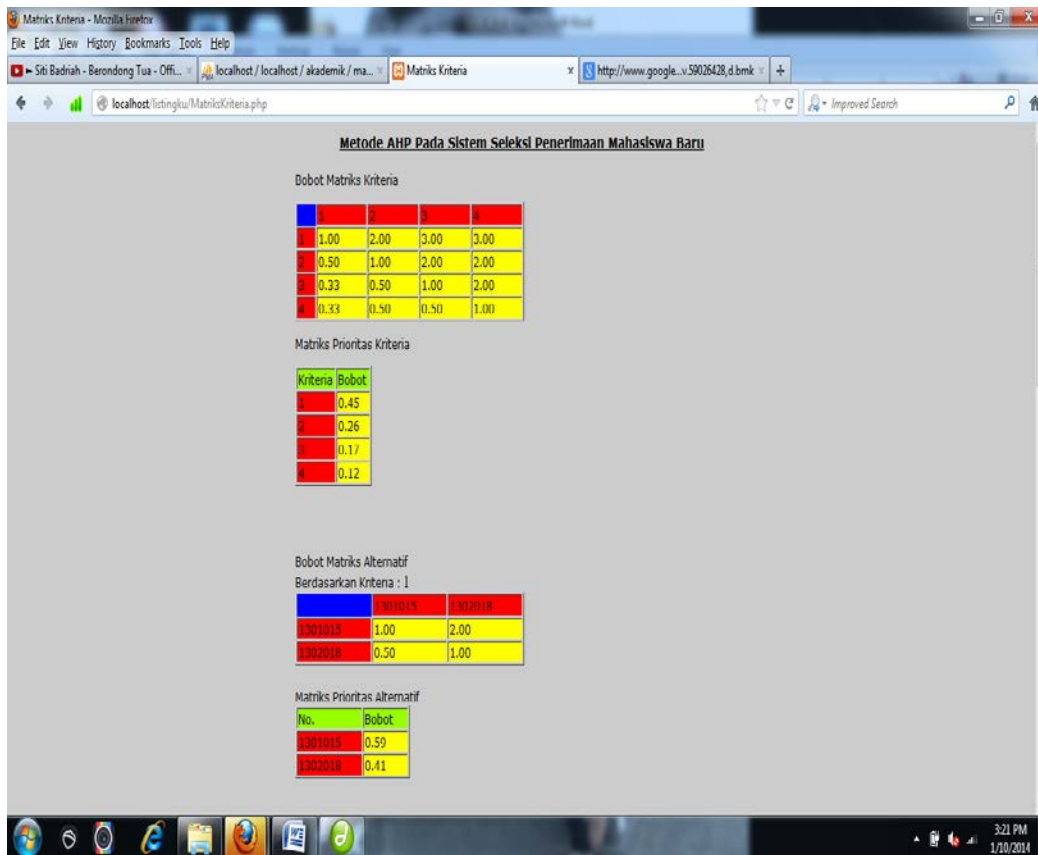 Matriks Kriteria - Mozilla Firefox
File Edit View History Bookmarks Tools Help
Siti Badriah - Berondong Tua - Offi...
localhost / localhost / akademik / ma...
Matriks Kriteria
http://www.google...v.59026428,d.bmk
localhost/listingku/MatriksKriteria.php
Improved Search
Metode AHP Pada Sistem Seleksi Penerimaan Mahasiswa Baru
Bobot Matriks Kriteria
1 2 3 4
1 1.00 2.00 3.00 3.00
2 0.50 1.00 2.00 2.00
3 0.33 0.50 1.00 2.00
4 0.33 0.50 0.50 1.00
Matriks Prioritas Kriteria
Kriteria Bobot
1 0.45
2 0.26
3 0.17
4 0.12
Bobot Matriks Alternatif
Berdasarkan Kriteria : 1
1301015 1302018
1301015 1.00 2.00
1302018 0.50 1.00
Matriks Prioritas Alternatif
No. Bobot
1301015 0.59
1302018 0.41
3:21 PM
1/10/2014